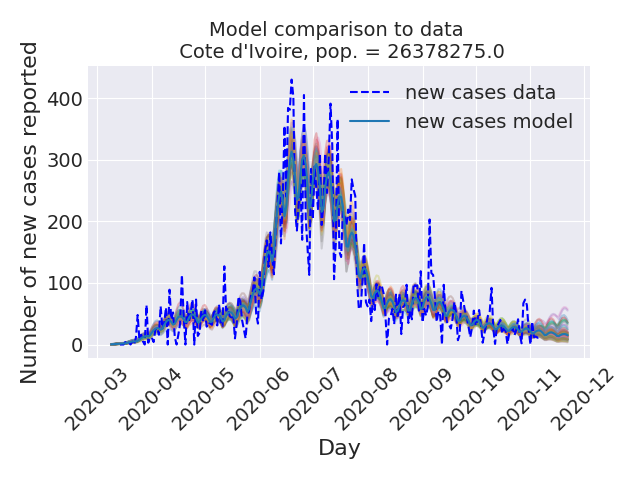 Model comparison to data
Cote d'Ivoire, pop. = 26378275.0
Number of new cases reported
400
300
200
100
0
new cases data
new cases model
2020-03
2020-04
2020-05
2020-06
2020-07
2020-08
2020-09
2020-10
2020-11
2020-12
Day